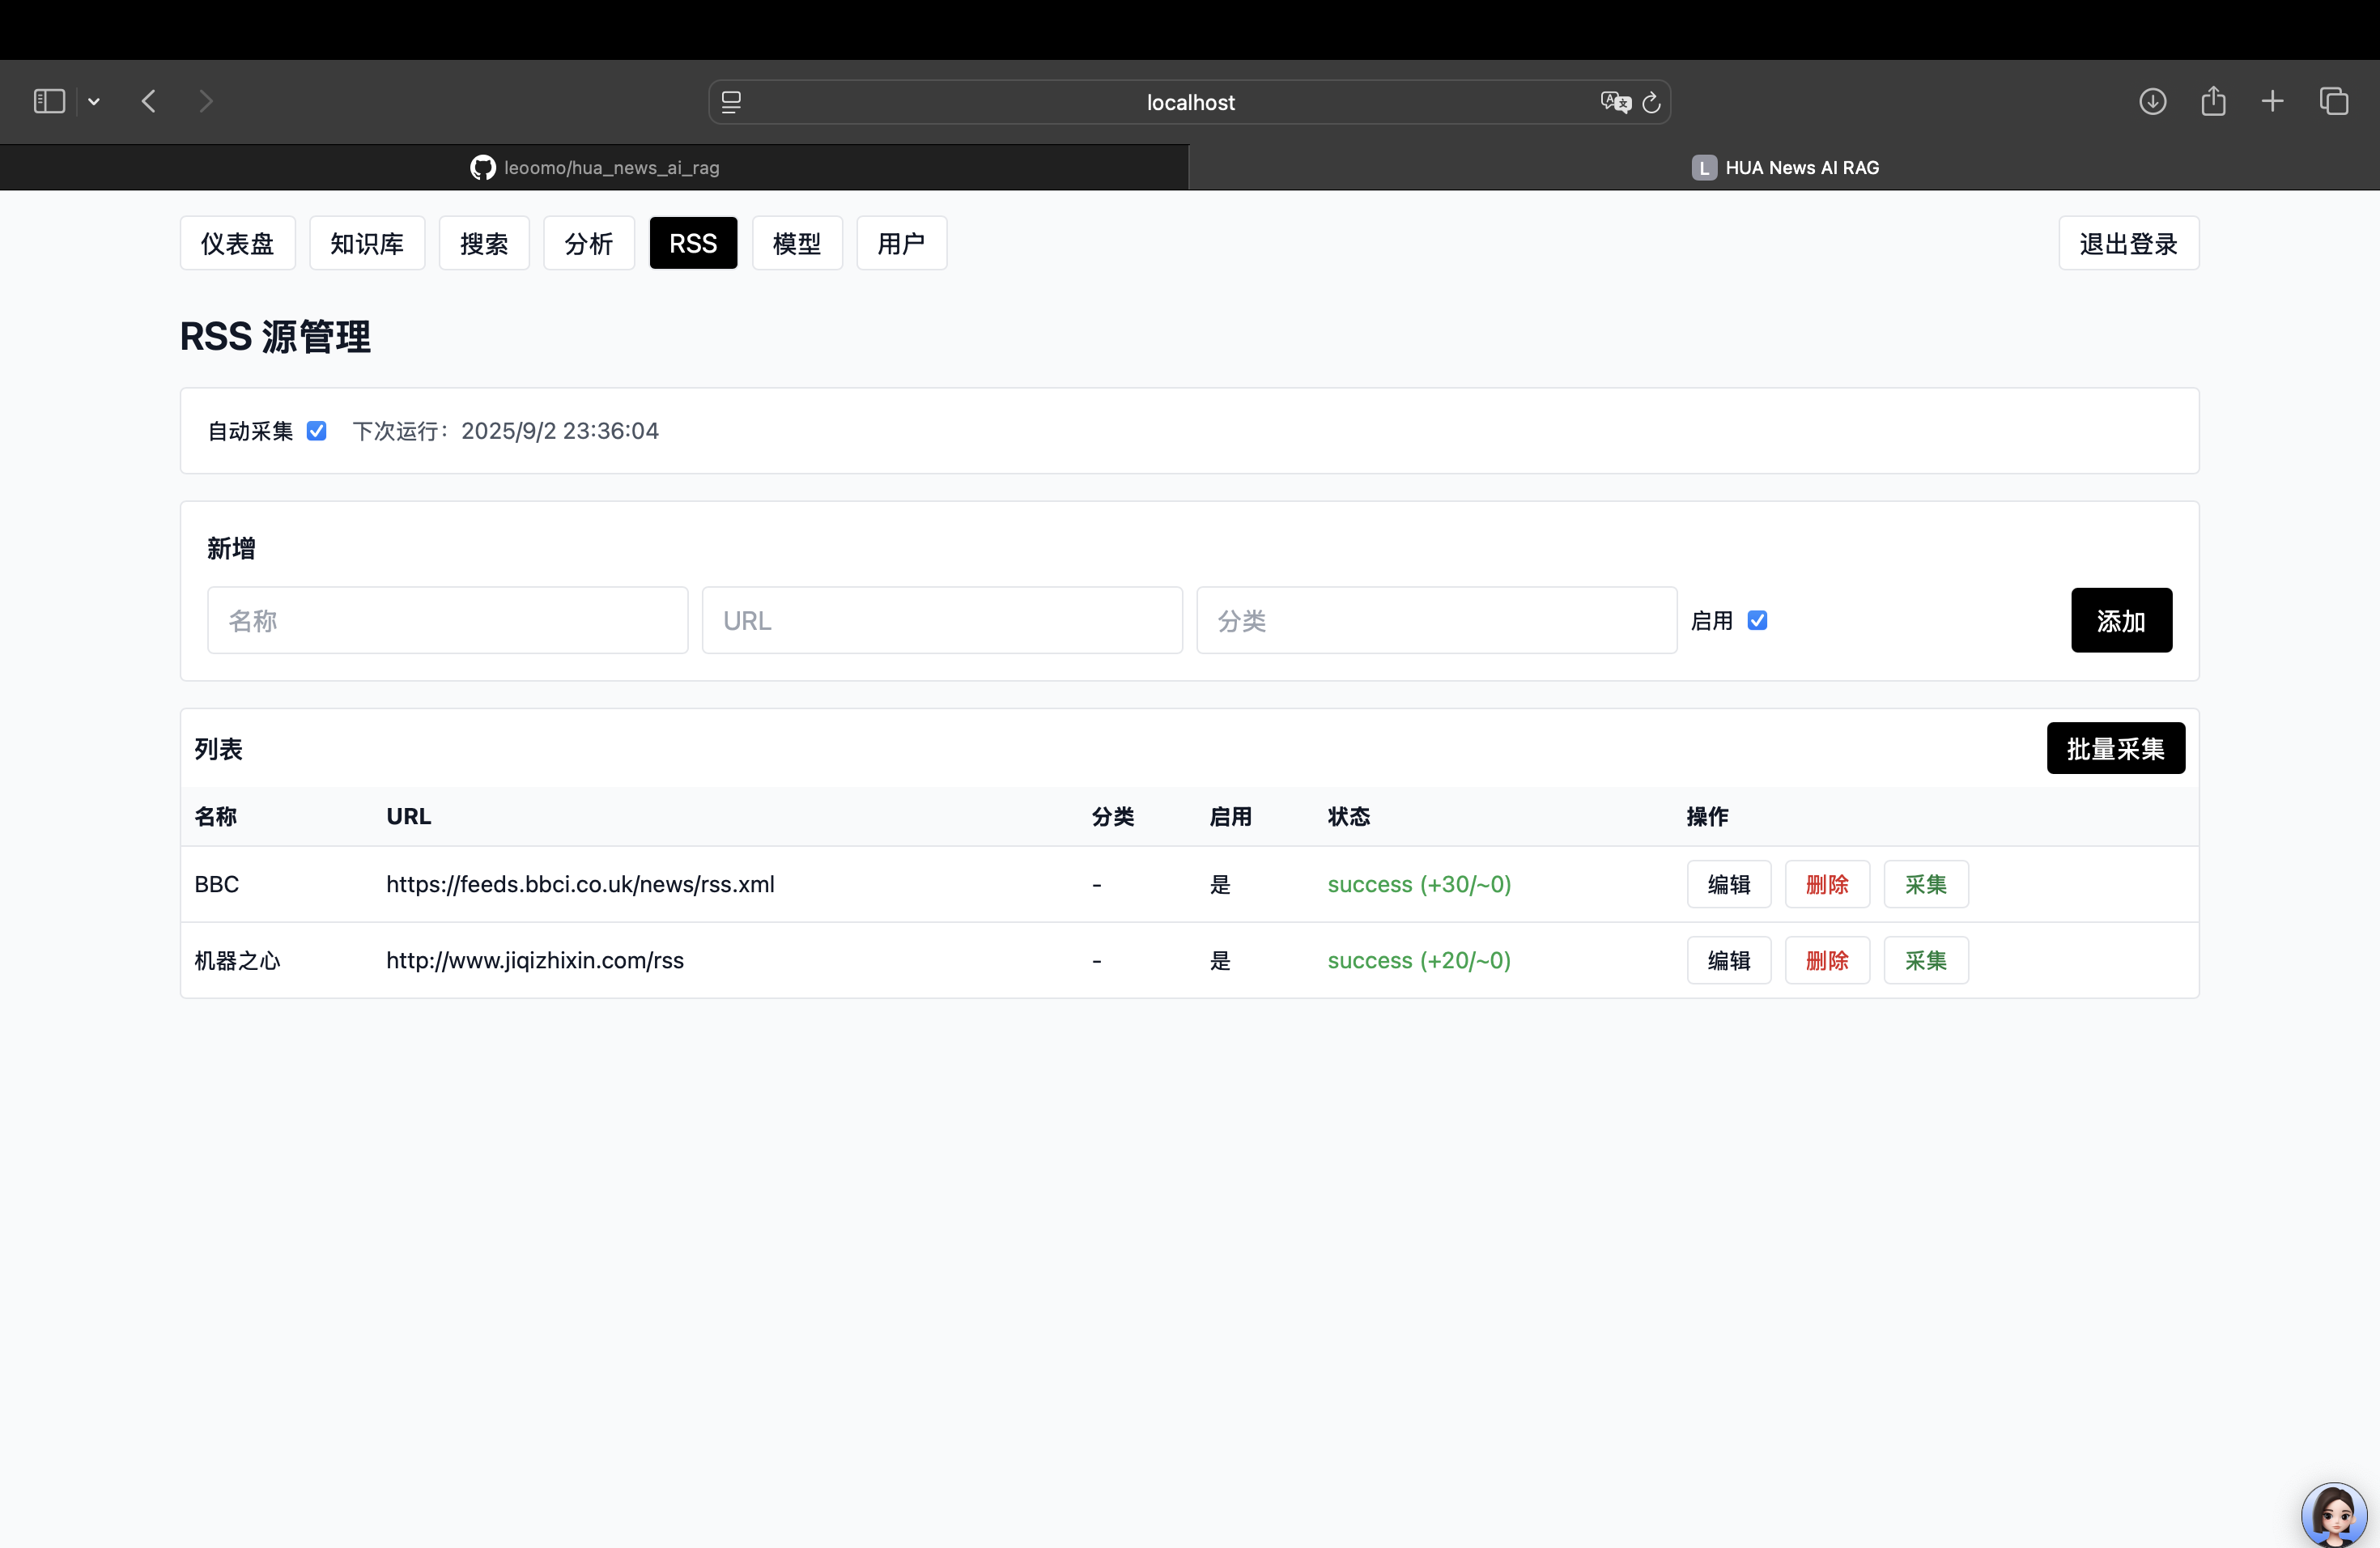 localhost
leoomo/hua_news_ai_rag
L HUA News AI RAG
仪表盘 知识库 搜索 分析 RSS 模型 用户 退出登录
RSS 源管理
自动采集 下次运行：2025/9/2 23:36:04
新增
名称 URL 分类 启用 添加
列表 批量采集
名称 URL 分类 启用 状态 操作
BBC https://feeds.bbci.co.uk/news/rss.xml - 是 success (+30/~0) 编辑 删除 采集
机器之心 http://www.jiqizhixin.com/rss - 是 success (+20/~0) 编辑 删除 采集